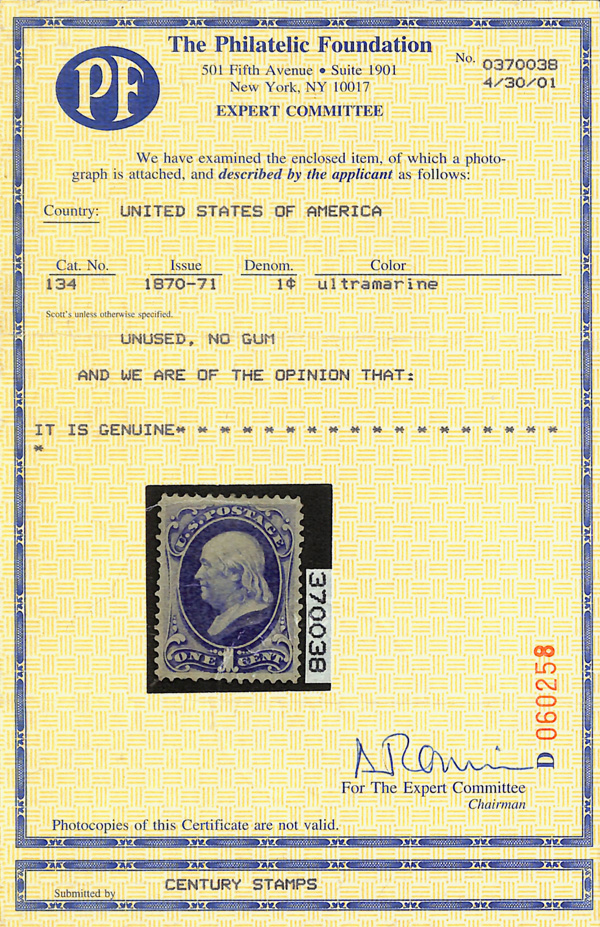 PF
The Philatelic Foundation
501 Fifth Avenue • Suite 1901
New York, NY 10017
EXPERT COMMITTEE
No. 0370038
4/30/01
We have examined the enclosed item, of which a photo-
graph is attached, and described by the applicant as follows:
Country: UNITED STATES OF AMERICA
Cat. No. Issue Denom. Color
134 1870-71 1¢ ultramarine
Scott's unless otherwise specified.
UNUSED, NO GUM
AND WE ARE OF THE OPINION THAT:
IT IS GENUINE* * * * * * * * * * * * * * * * * *
*
U.S. POSTAGE
ONE 1 CENT
370038
D 060258
For The Expert Committee
Chairman
Photocopies of this Certificate are not valid.
Submitted by CENTURY STAMPS